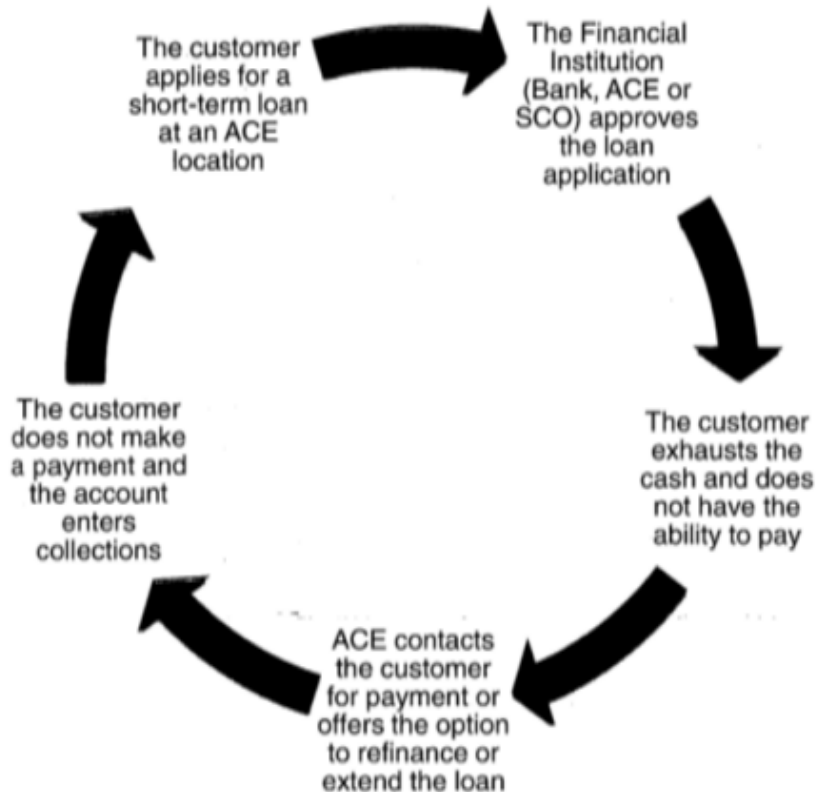 The customer
applies for a
short-term loan
at an ACE
location
The Financial
Institution
(Bank, ACE or
SCO) approves
the loan
application
The customer
exhausts the
cash and does
not have the
ability to pay
ACE contacts
the customer
for payment or
offers the option
to refinance or
extend the loan
The customer
does not make
a payment and
the account
enters
collections